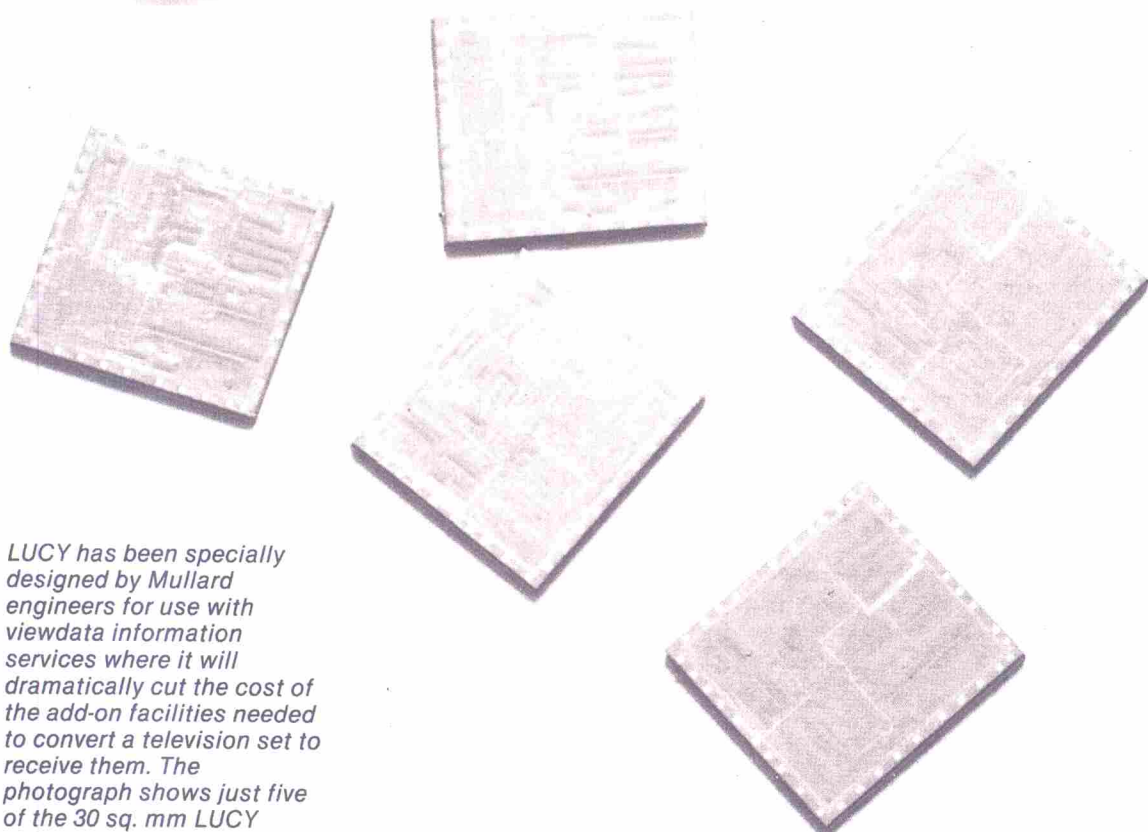 LUCY has been specially
designed by Mullard
engineers for use with
viewdata information
services where it will
dramatically cut the cost of
the add-on facilities needed
to convert a television set to
receive them. The
photograph shows just five
of the 30 sq. mm LUCY